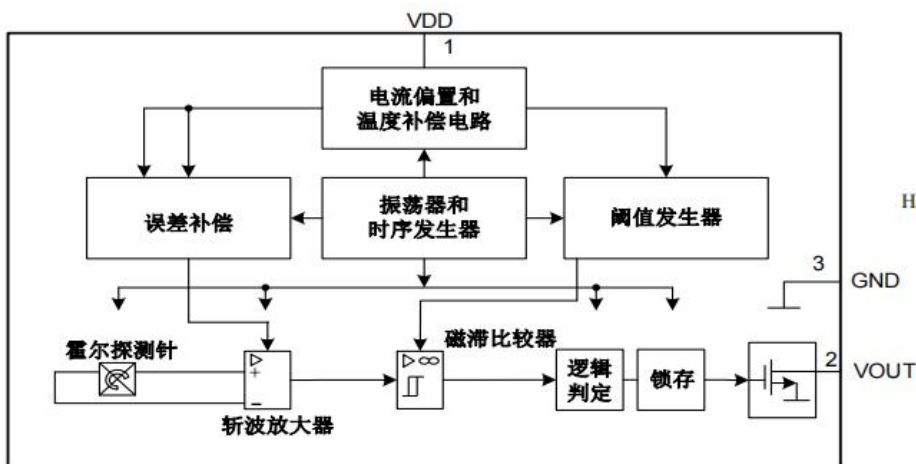 VDD
1
电流偏置和
温度补偿电路
误差补偿
振荡器和
时序发生器
阈值发生器
H
3
GND
霍尔探测针
+
−
斩波放大器
磁滞比较器
∞
逻辑
判定
锁存
2
VOUT